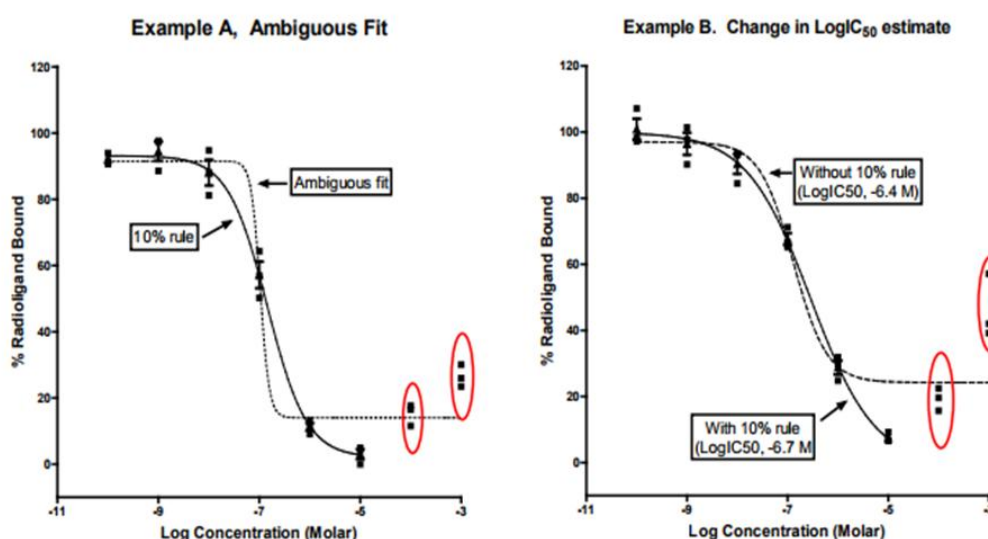 Example A, Ambiguous Fit
120
100
80
60
40
20
0
% Radioligand Bound
Ambiguous fit
10% rule
-11
-9
-7
-5
-3
Log Concentration (Molar)
Example B. Change in LogIC50 estimate
120
100
80
60
40
20
0
% Radioligand Bound
Without 10% rule
(LogIC50, -6.4 M)
With 10% rule
(LogIC50, -6.7 M)
-11
-9
-7
-5
Log Concentration (Molar)